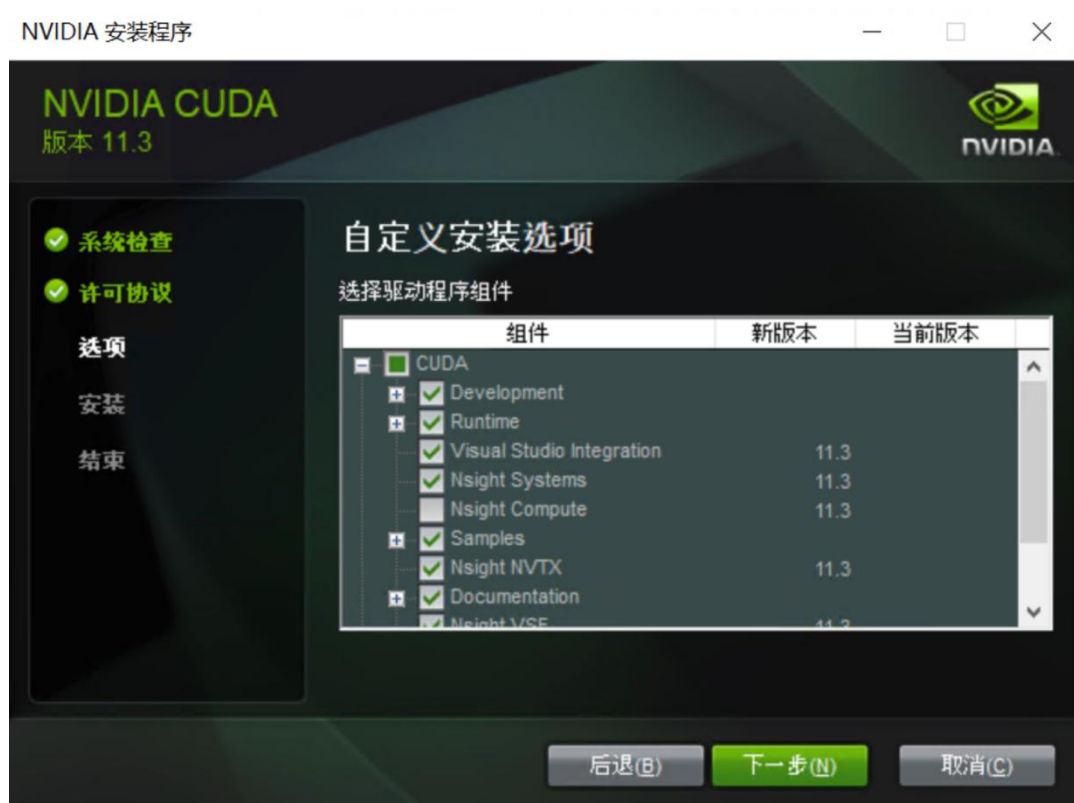 NVIDIA 安装程序
NVIDIA CUDA
版本 11.3
NVIDIA
系统检查
许可协议
选项
安装
结束
自定义安装选项
选择驱动程序组件
组件 新版本 当前版本
CUDA
Development
Runtime
Visual Studio Integration 11.3
Nsight Systems 11.3
Nsight Compute 11.3
Samples
Nsight NVTX 11.3
Documentation
Nsight VSE 11.3
后退(B) 下一步(N) 取消(C)